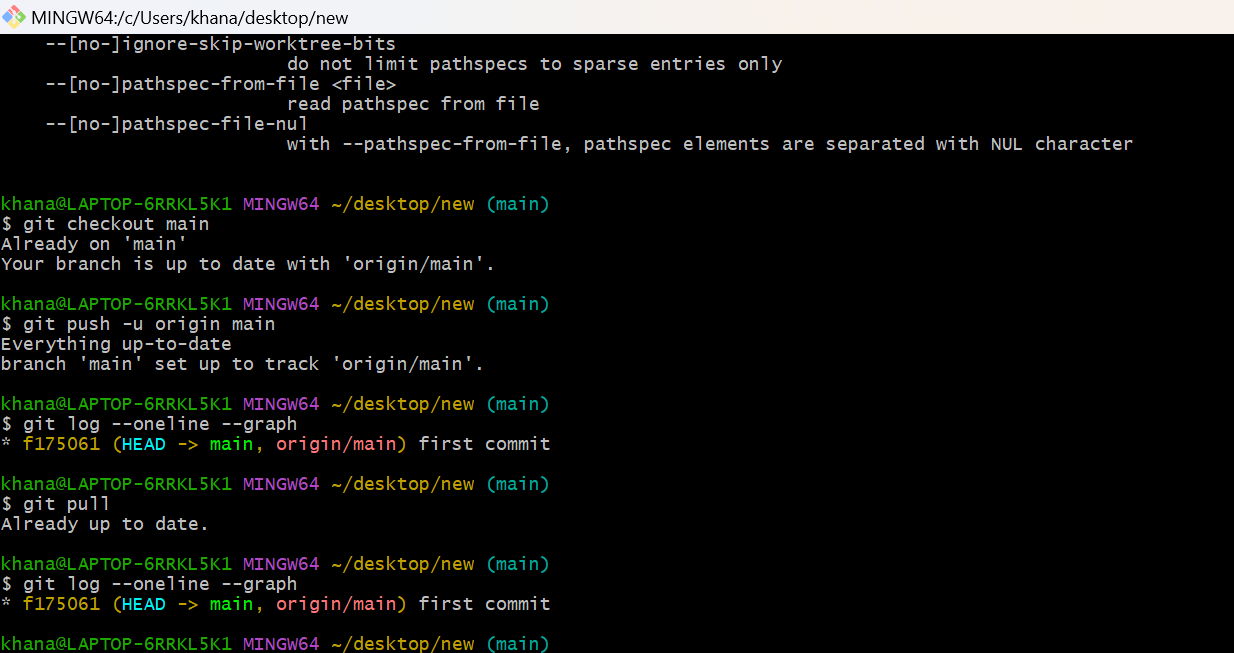 MINGW64:/c/Users/khana/desktop/new
--[no-]ignore-skip-worktree-bits
do not limit pathspecs to sparse entries only
--[no-]pathspec-from-file <file>
read pathspec from file
--[no-]pathspec-file-nul
with --pathspec-from-file, pathspec elements are separated with NUL character
khana@LAPTOP-6RRKL5K1 MINGW64 ~/desktop/new (main)
$ git checkout main
Already on 'main'
Your branch is up to date with 'origin/main'.
khana@LAPTOP-6RRKL5K1 MINGW64 ~/desktop/new (main)
$ git push -u origin main
Everything up-to-date
branch 'main' set up to track 'origin/main'.
khana@LAPTOP-6RRKL5K1 MINGW64 ~/desktop/new (main)
$ git log --oneline --graph
* f175061 (HEAD -> main, origin/main) first commit
khana@LAPTOP-6RRKL5K1 MINGW64 ~/desktop/new (main)
$ git pull
Already up to date.
khana@LAPTOP-6RRKL5K1 MINGW64 ~/desktop/new (main)
$ git log --oneline --graph
* f175061 (HEAD -> main, origin/main) first commit
khana@LAPTOP-6RRKL5K1 MINGW64 ~/desktop/new (main)